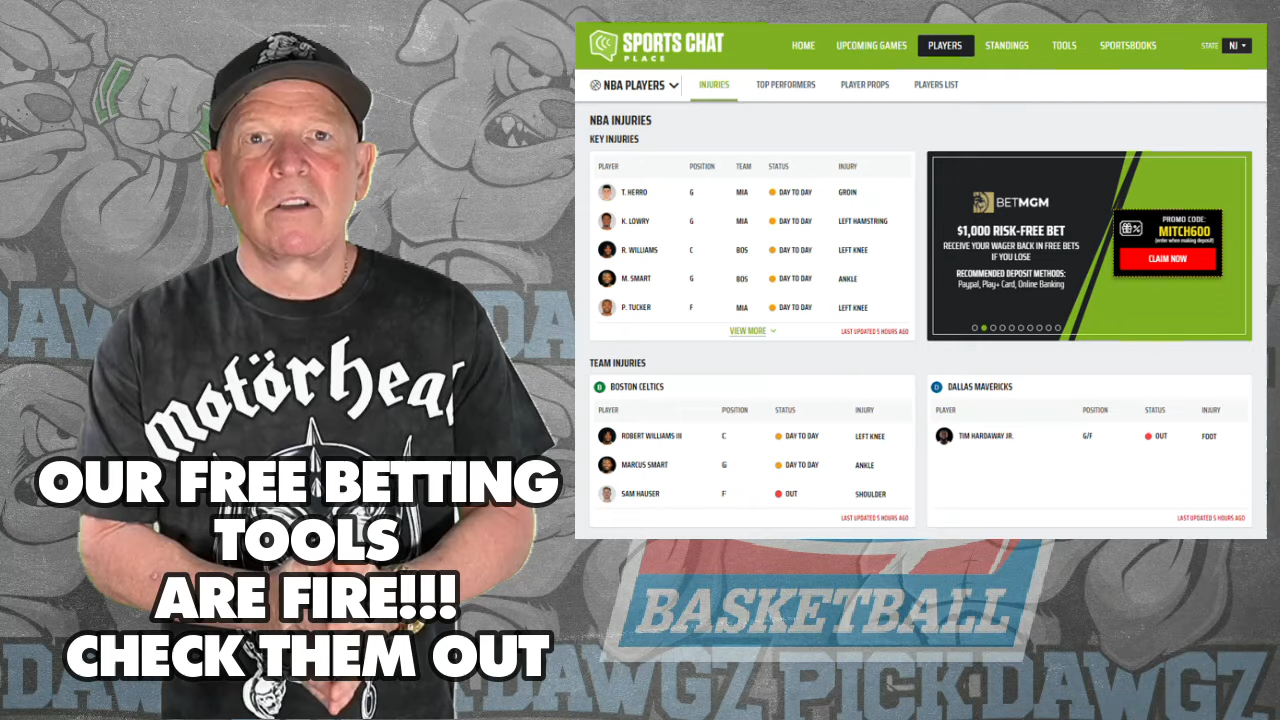 SPORTS CHAT
PLACE
HOME UPCOMING GAMES PLAYERS STANDINGS TOOLS SPORTSBOOKS STATE NJ
NBA PLAYERS INJURIES TOP PERFORMERS PLAYER PROPS PLAYERS LIST
NBA INJURIES
KEY INJURIES
PLAYER POSITION TEAM STATUS INJURY
T. HERRO G MIA DAY TO DAY GROIN
K. LOWRY G MIA DAY TO DAY LEFT HAMSTRING
R. WILLIAMS C BOS DAY TO DAY LEFT KNEE
M. SMART G BOS DAY TO DAY ANKLE
P. TUCKER F MIA DAY TO DAY LEFT KNEE
VIEW MORE LAST UPDATED 5 HOURS AGO
BETMGM
$1,000 RISK-FREE BET
RECEIVE YOUR WAGER BACK IN FREE BETS
IF YOU LOSE
RECOMMENDED DEPOSIT METHODS:
Paypal, Play+ Card, Online Banking
PROMO CODE:
MITCH600
(enter when making deposit)
CLAIM NOW
TEAM INJURIES
B BOSTON CELTICS
PLAYER POSITION STATUS INJURY
ROBERT WILLIAMS III C DAY TO DAY LEFT KNEE
MARCUS SMART G DAY TO DAY ANKLE
SAM HAUSER F DAY TO DAY OUT SHOULDER
LAST UPDATED 5 HOURS AGO
D DALLAS MAVERICKS
PLAYER POSITION STATUS INJURY
TIM HARDAWAY JR. G/F OUT FOOT
LAST UPDATED 5 HOURS AGO
motörhead
OUR FREE BETTING
TOOLS
ARE FIRE!!!
CHECK THEM OUT
BASKETBALL
DAWGZ PICKDAWGZ